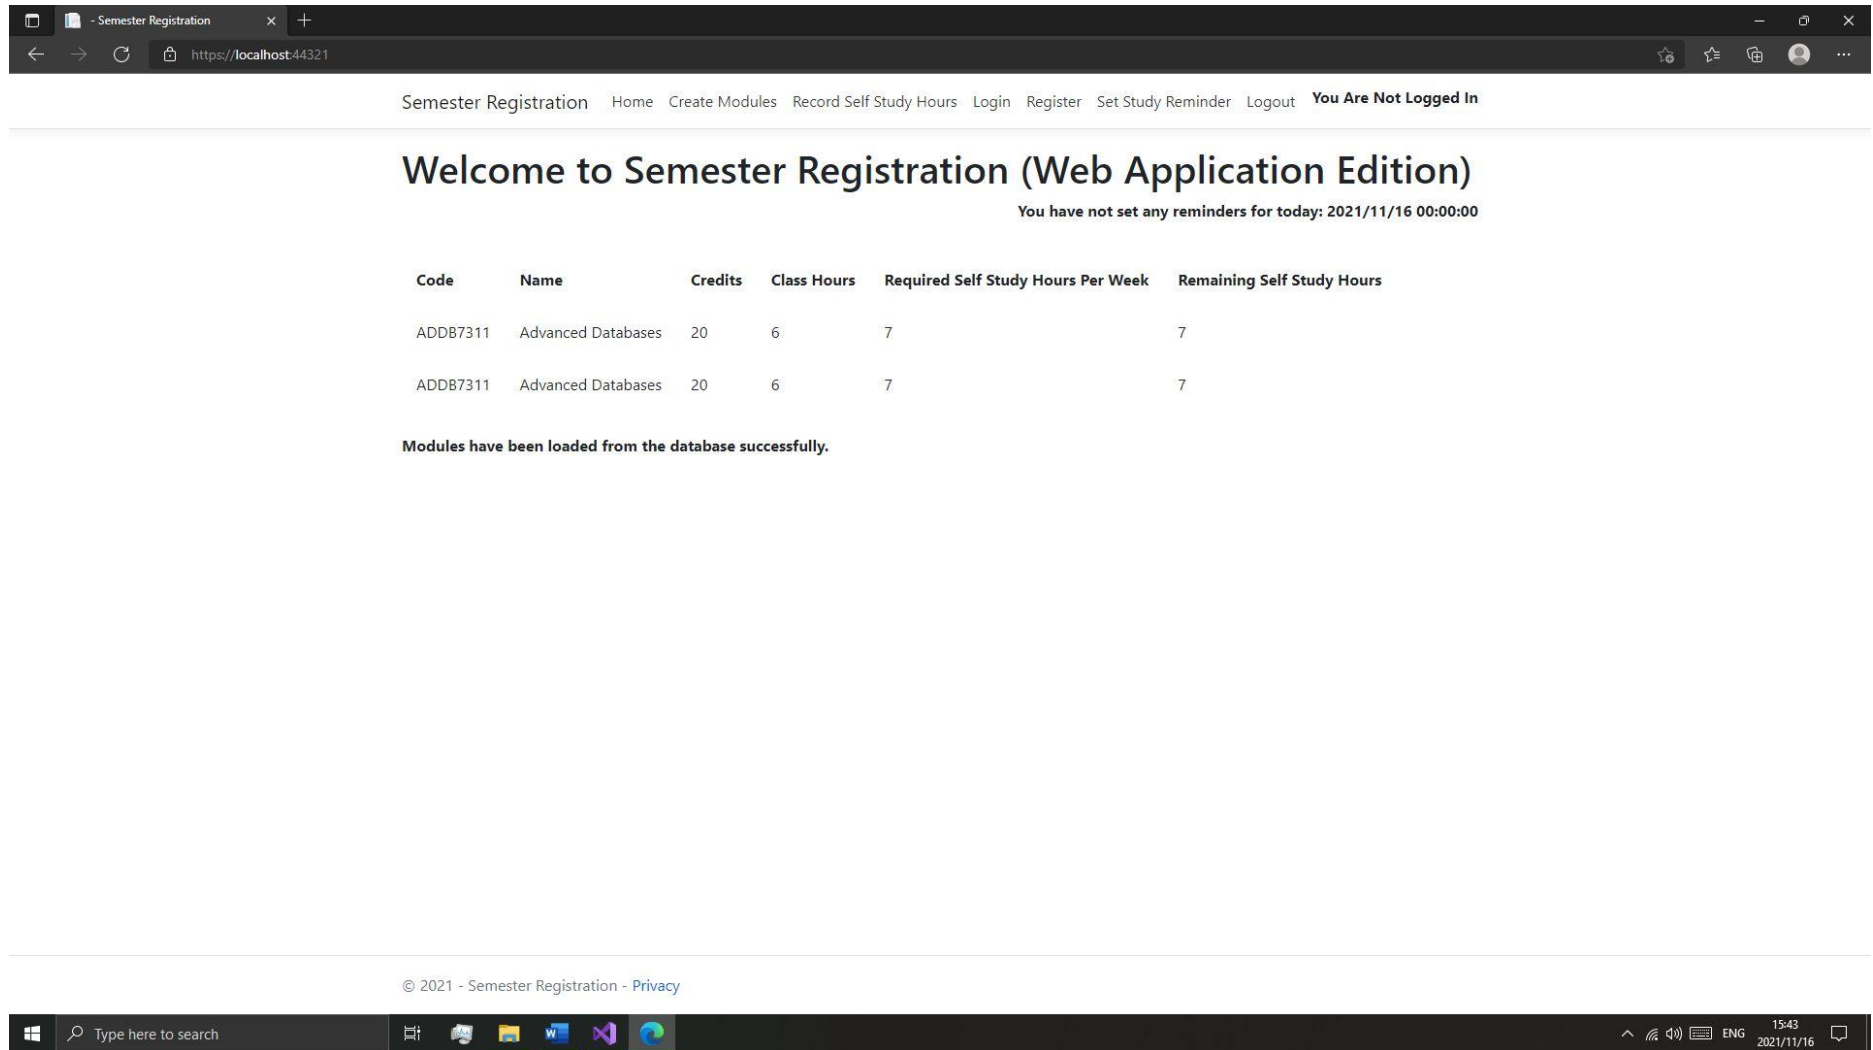 - Semester Registration
https://localhost:44321
Semester Registration Home Create Modules Record Self Study Hours Login Register Set Study Reminder Logout You Are Not Logged In
Welcome to Semester Registration (Web Application Edition)
You have not set any reminders for today: 2021/11/16 00:00:00
Code Name Credits Class Hours Required Self Study Hours Per Week Remaining Self Study Hours
ADDB7311 Advanced Databases 20 6 7 7
ADDB7311 Advanced Databases 20 6 7 7
Modules have been loaded from the database successfully.
© 2021 - Semester Registration - Privacy
Type here to search
ENG
15:43
2021/11/16